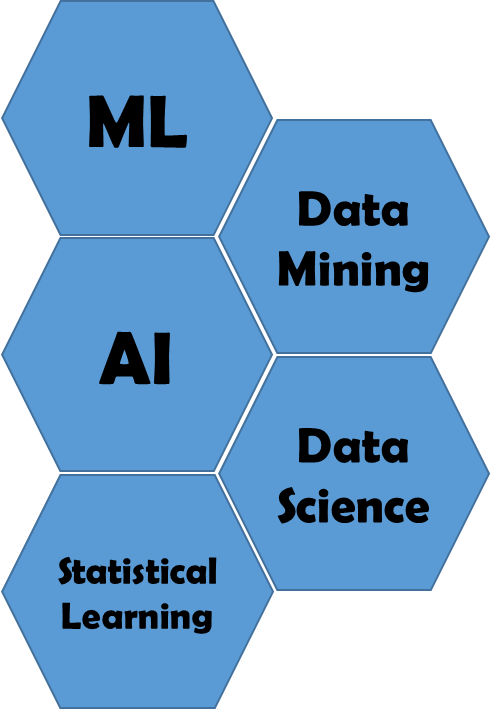 ML
Data
Mining
AI
Data
Science
Statistical
Learning